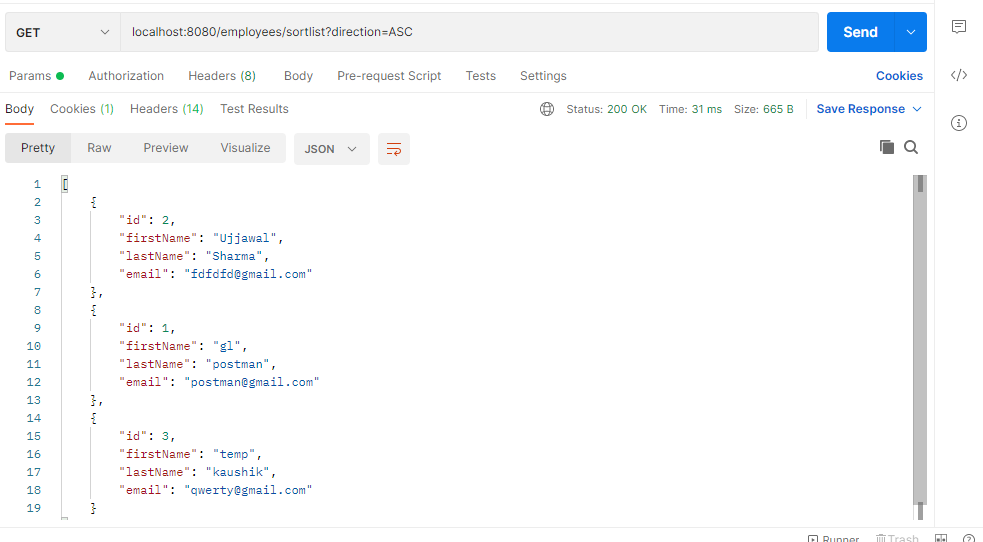 GET localhost:8080/employees/sortlist?direction=ASC Send
Params Authorization Headers (8) Body Pre-request Script Tests Settings Cookies
Body Cookies (1) Headers (14) Test Results Status: 200 OK Time: 31 ms Size: 665 B Save Response
Pretty Raw Preview Visualize JSON
1 [
2 {
3 "id": 2,
4 "firstName": "Ujjawal",
5 "lastName": "Sharma",
6 "email": "fdfdfd@gmail.com"
7 },
8 {
9 "id": 1,
10 "firstName": "gl",
11 "lastName": "postman",
12 "email": "postman@gmail.com"
13 },
14 {
15 "id": 3,
16 "firstName": "temp",
17 "lastName": "kaushik",
18 "email": "qwerty@gmail.com"
19 }
Runner Trash